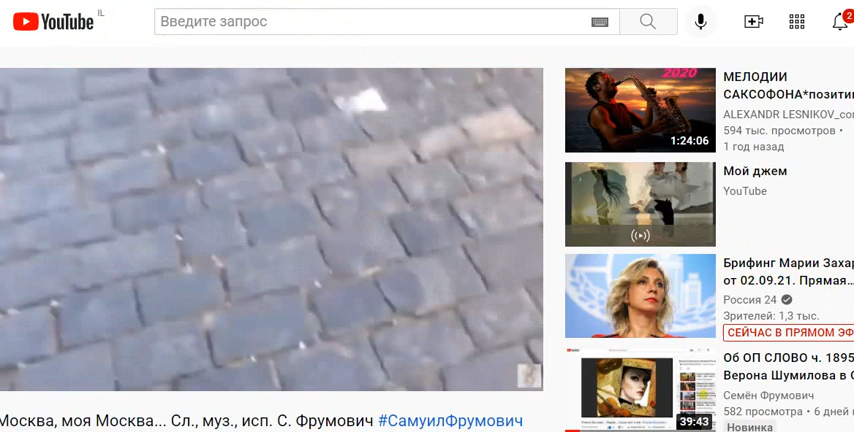 YouTube IL
Введите запрос
2
2020
1:24:06
МЕЛОДИИ
САКСОФОНА*позитив
ALEXANDR LESNIKOV_com
594 тыс. просмотров •
1 год назад
Мой джем
YouTube
Брифинг Марии Захар
от 02.09.21. Прямая...
Россия 24
Зрителей: 1,3 тыс.
СЕЙЧАС В ПРЯМОМ ЭФ
39:43
Об ОП СЛОВО ч. 1895
Верона Шумилова в О
Семён Фрумович
582 просмотра • 6 дней н
Новинка
Москва, моя Москва... Сл., муз., исп. С. Фрумович #СамуилФрумович